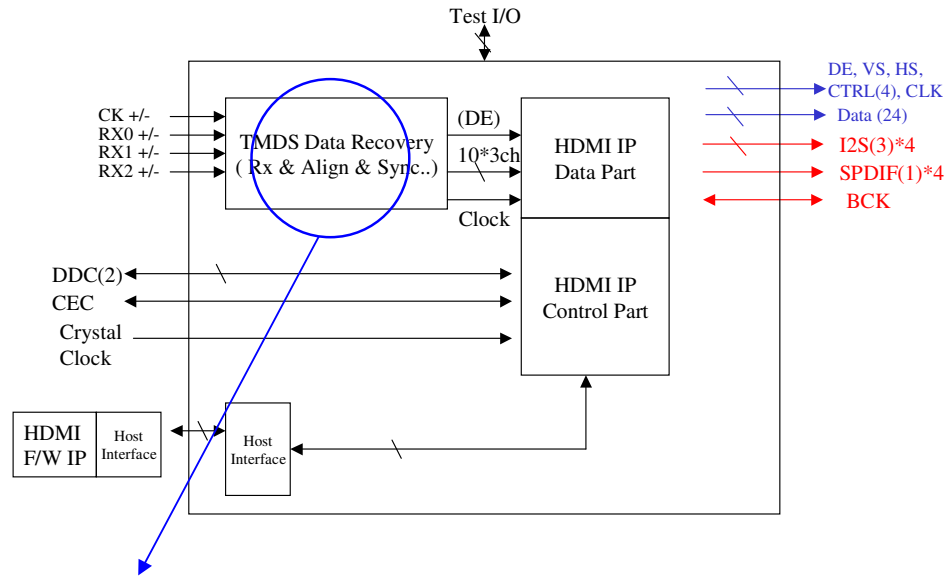 Test I/O
DE, VS, HS,
CTRL(4), CLK
Data (24)
I2S(3)*4
SPDIF(1)*4
BCK
CK +/-
RX0 +/-
RX1 +/-
RX2 +/-
TMDS Data Recovery
( Rx & Align & Sync..)
(DE)
10*3ch
Clock
HDMI IP
Data Part
DDC(2)
CEC
Crystal
Clock
HDMI IP
Control Part
HDMI
F/W IP
Host
Interface
Host
Interface